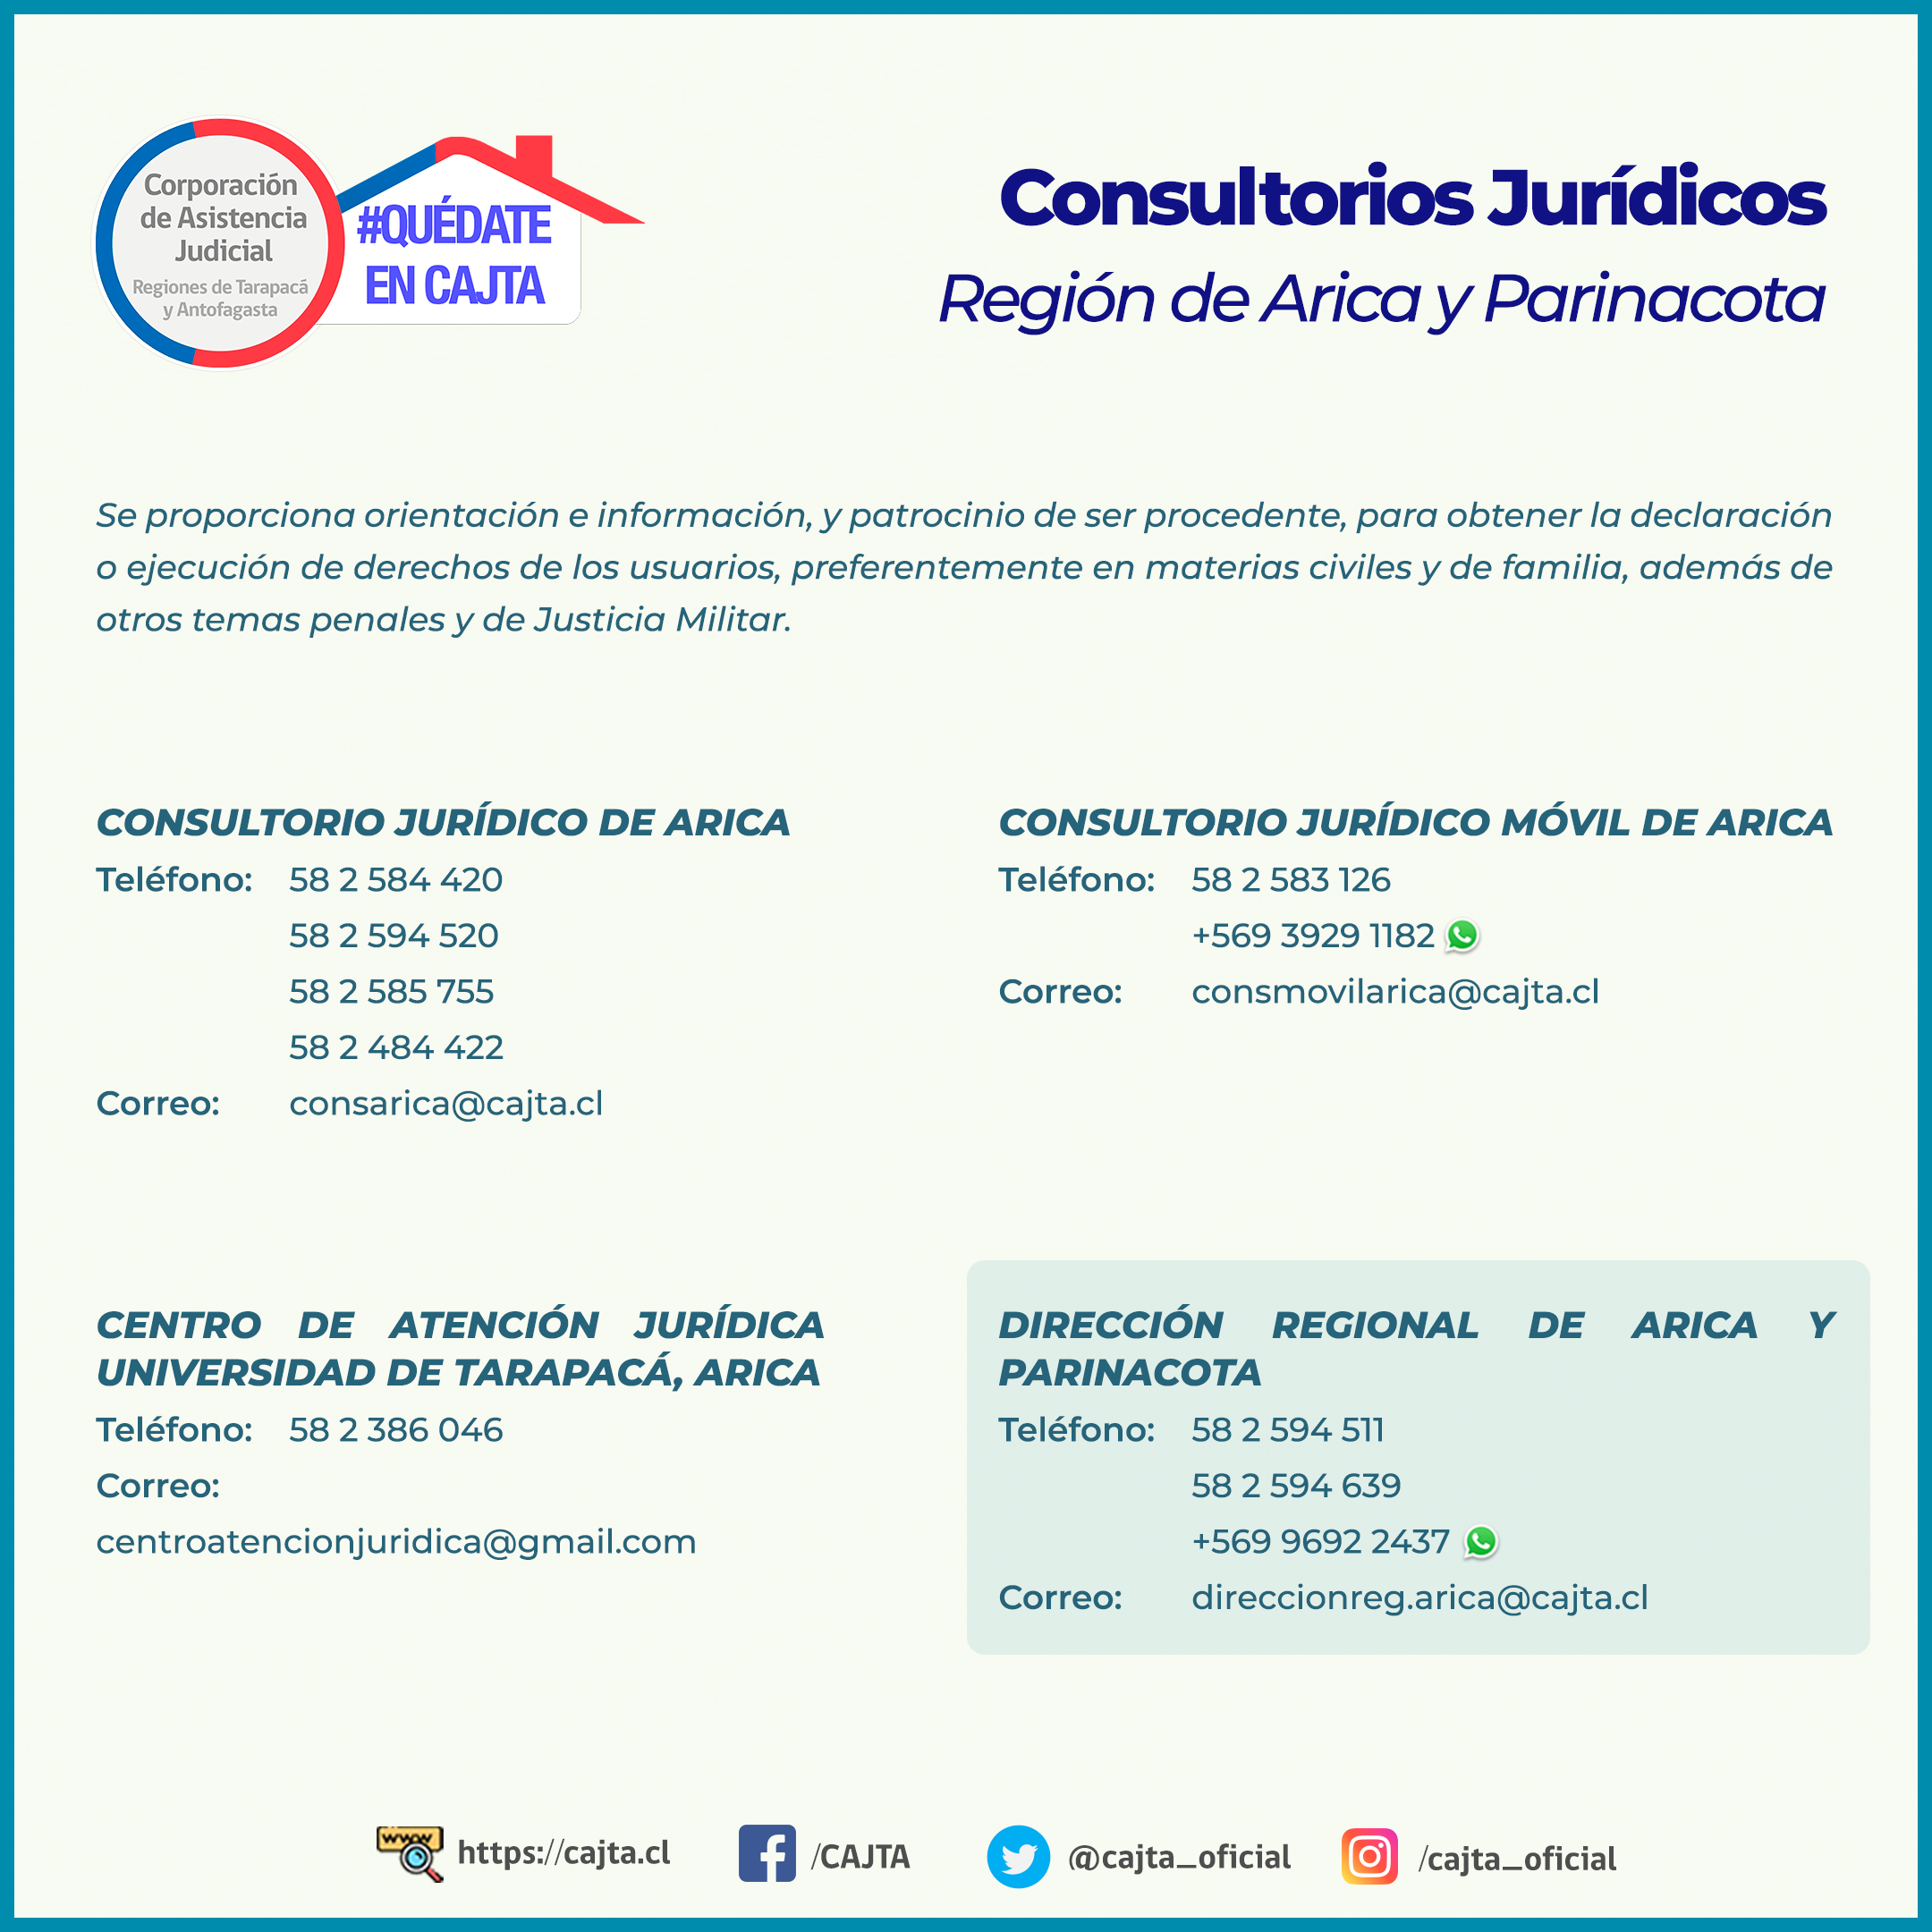 Corporación
de Asistencia
Judicial
Regiones de Tarapacá
y Antofagasta
#QUÉDATE
EN CAJTA
Consultorios Jurídicos
Región de Arica y Parinacota
Se proporciona orientación e información, y patrocinio de ser procedente, para obtener la declaración
o ejecución de derechos de los usuarios, preferentemente en materias civiles y de familia, además de
otros temas penales y de Justicia Militar.
CONSULTORIO JURÍDICO DE ARICA
Teléfono: 58 2 584 420
58 2 594 520
58 2 585 755
58 2 484 422
Correo: consarica@cajta.cl
CONSULTORIO JURÍDICO MÓVIL DE ARICA
Teléfono: 58 2 583 126
+569 3929 1182
Correo: consmovilarica@cajta.cl
CENTRO DE ATENCIÓN JURÍDICA
UNIVERSIDAD DE TARAPACÁ, ARICA
Teléfono: 58 2 386 046
Correo:
centroatencionjuridica@gmail.com
DIRECCIÓN REGIONAL DE ARICA Y
PARINACOTA
Teléfono: 58 2 594 511
58 2 594 639
+569 9692 2437
Correo: direccionreg.arica@cajta.cl
www https://cajta.cl /CAJTA @cajta_oficial /cajta_oficial